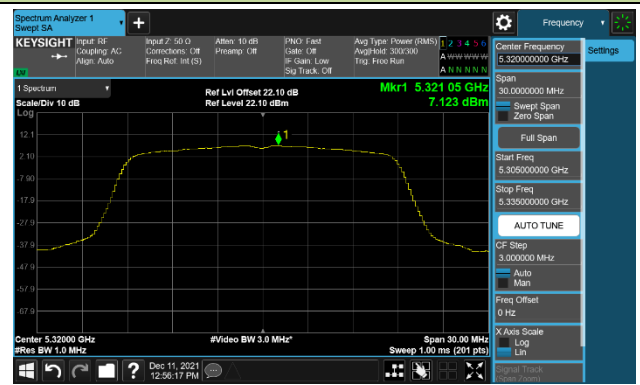 Spectrum Analyzer 1
Swept SA
Frequency
KEYSIGHT
Input: RF
Coupling: AC
Align: Auto
Input Z: 50 Ω
Corrections: Off
Freq Ref: Int (S)
Atten: 10 dB
Preamp: Off
PNO: Fast
Gate: Off
IF Gain: Low
Sig Track: Off
Avg Type: Power (RMS)
Avg|Hold: 300/300
Trig: Free Run
1 2 3 4 5 6
A W W W W W
A N N N N N
LXI
1 Spectrum
Scale/Div 10 dB
Log
Ref Lvl Offset 22.10 dB
Ref Level 22.10 dBm
Mkr1 5.321 05 GHz
7.123 dBm
1
12.1
2.10
-7.90
-17.9
-27.9
-37.9
-47.9
-57.9
-67.9
Center 5.32000 GHz
#Res BW 1.0 MHz
#Video BW 3.0 MHz*
Span 30.00 MHz
Sweep 1.00 ms (201 pts)
Center Frequency
5.320000000 GHz
Settings
Span
30.0000000 MHz
Swept Span
Zero Span
Full Span
Start Freq
5.305000000 GHz
Stop Freq
5.335000000 GHz
AUTO TUNE
CF Step
3.000000 MHz
Auto
Man
Freq Offset
0 Hz
X Axis Scale
Log
Lin
Signal Track
(Span Zoom)
?
Dec 11, 2021
12:56:17 PM